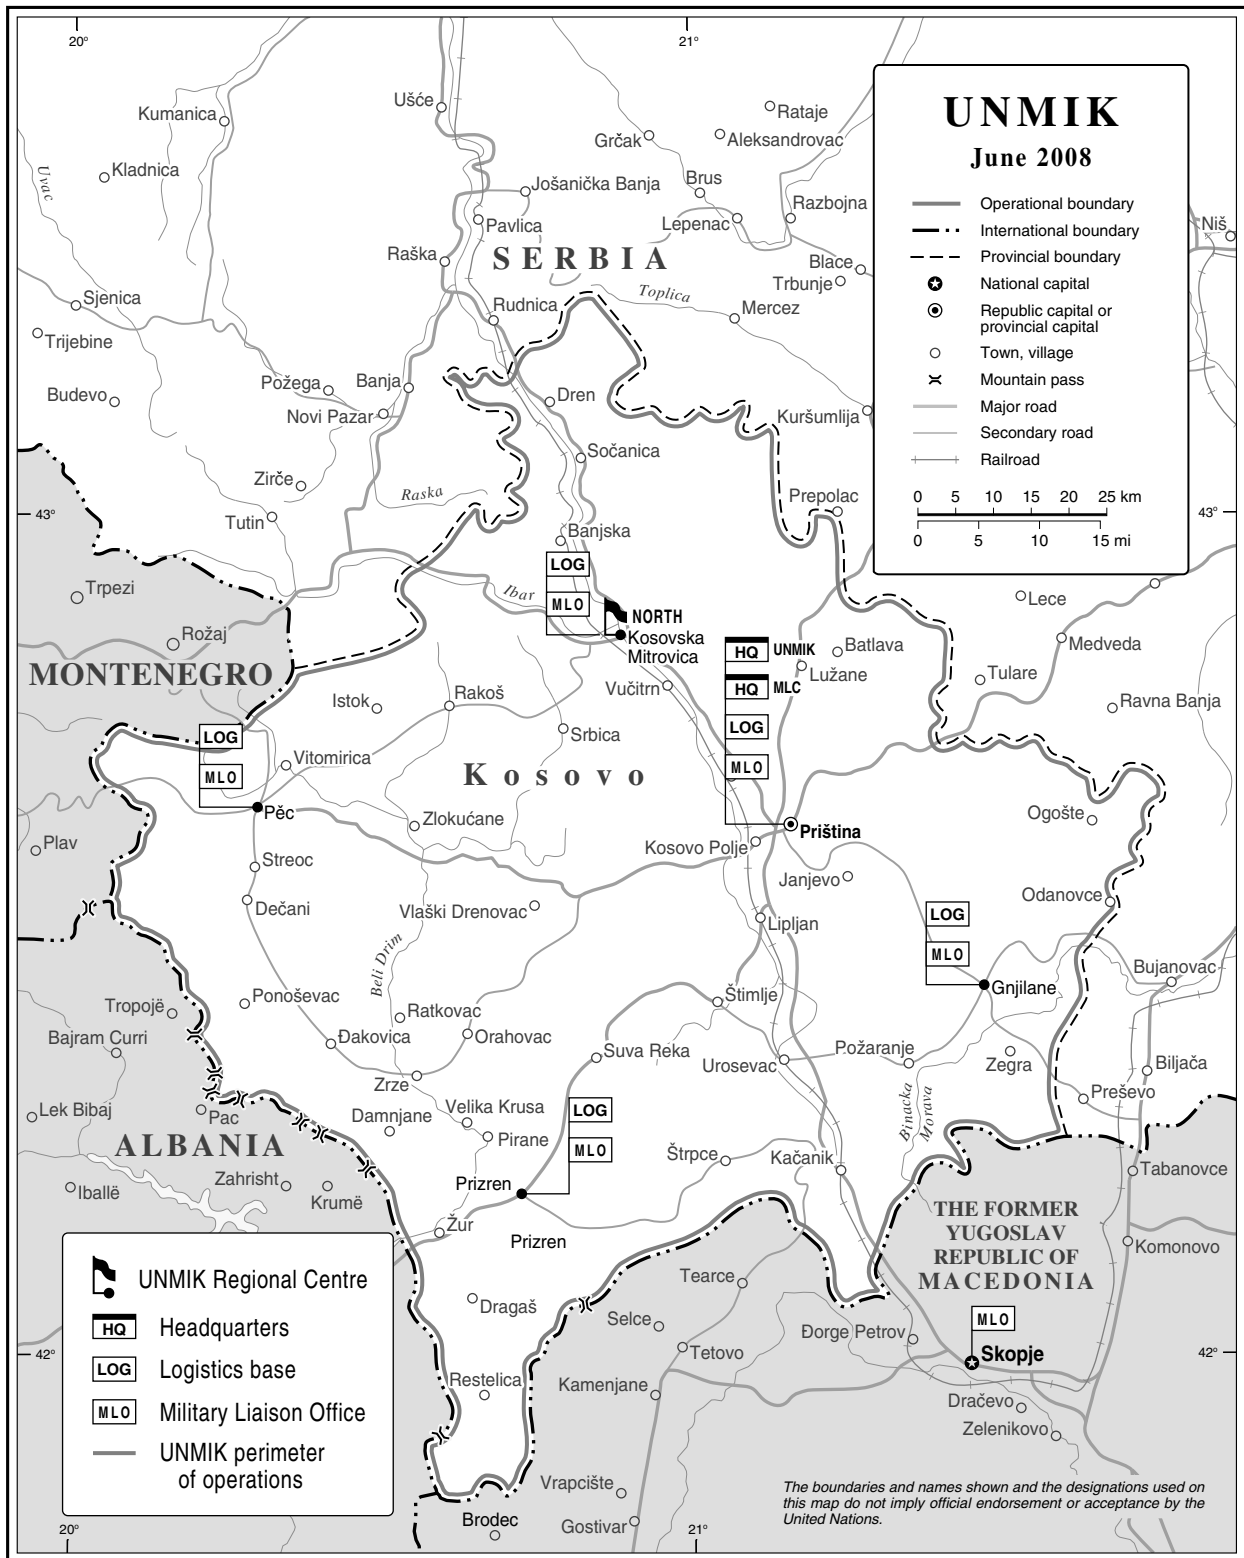 20°
21°
UNMIK
June 2008
Operational boundary
International boundary
Provincial boundary
National capital
Republic capital or
provincial capital
Town, village
Mountain pass
Major road
Secondary road
Railroad
0 5 10 15 20 25 km
0 5 10 15 mi
Kumanica
Ušće
Rataje
Grčak
Aleksandrovac
Kladnica
Uvac
Jošanička Banja
Brus
Razbojna
Pavlica
Lepenac
Niš
Raška
SERBIA
Blace
Trbunje
Sjenica
Toplica
Rudnica
Mercez
Trijebine
Požega
Banja
Budevo
Dren
Novi Pazar
Kuršumlija
Sočanica
Zirče
Raska
Prepolac
43°
43°
Tutin
Banjska
LOG
Trpezi
Ibar
MLO
NORTH
Lece
Rožaj
Kosovska
Mitrovica
HQ
UNMIK
Batlava
Medveda
MONTENEGRO
Lužane
HQ
MLC
Vučitrn
Tulare
Istok
Rakoš
Ravna Banja
LOG
Srbica
LOG
Vitomirica
MLO
Kosovo
MLO
Pěc
Zlokućane
Ogošte
Priština
Plav
Kosovo Polje
Streoc
Janjevo
Dečani
Vlaški Drenovac
Odanovce
LOG
Lipljan
Beli Drim
MLO
Bujanovac
Gnjilane
Ponoševac
Štimlje
Tropojë
Ratkovac
Bajram Curri
Đakovica
Orahovac
Suva Reka
Požaranje
Urosevac
Zegra
Biljača
Zrze
Preševo
Lek Bibaj
Pac
Velika Krusa
LOG
Binacka
Morava
Damnjane
ALBANIA
Pirane
MLO
Štrpce
Kačanik
Tabanovce
Iballë
Zahrisht
Krumë
Prizren
THE FORMER
YUGOSLAV
REPUBLIC OF
MACEDONIA
Žur
Prizren
Komonovo
UNMIK Regional Centre
Tearce
Dragaš
HQ
Headquarters
Selce
MLO
Đorge Petrov
42°
42°
LOG
Logistics base
Tetovo
Skopje
Restelica
Kamenjane
MLO
Military Liaison Office
Dračevo
Zelenikovo
UNMIK perimeter
of operations
Vrapcište
The boundaries and names shown and the designations used on
this map do not imply official endorsement or acceptance by the
United Nations.
Brodec
Gostivar
20°
21°